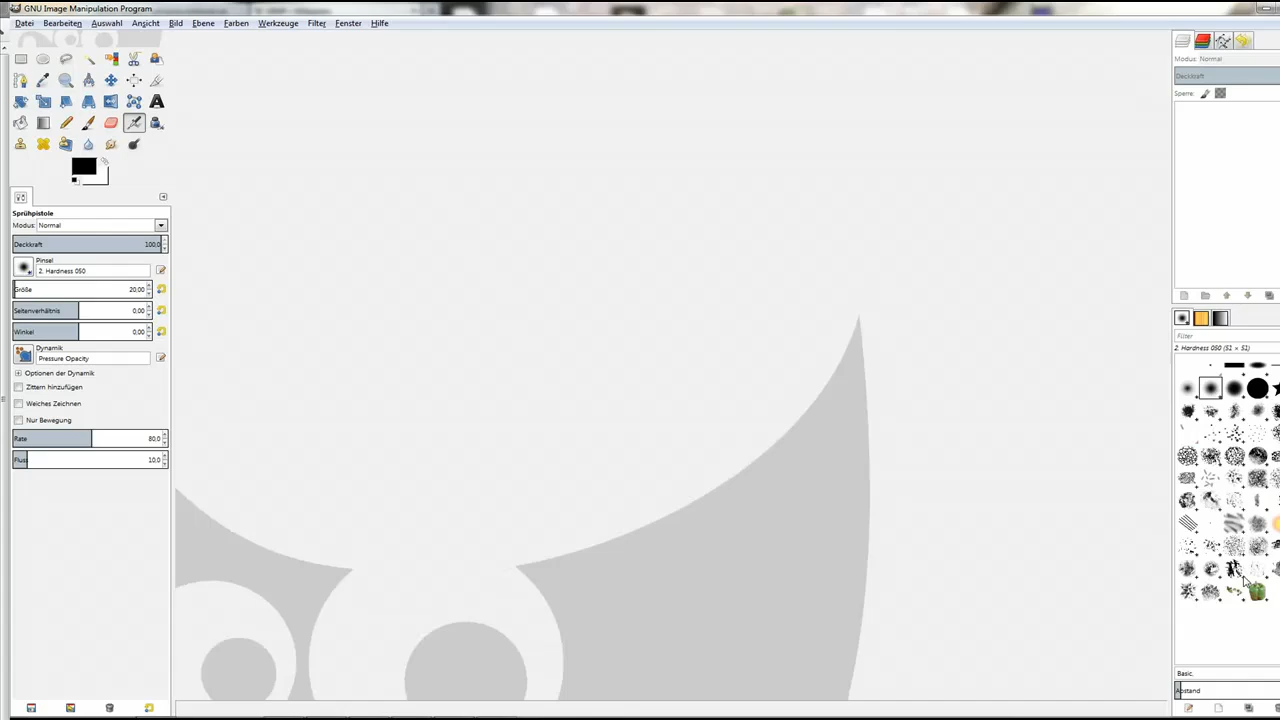 GNU Image Manipulation Program
Datei Bearbeiten Auswahl Ansicht Bild Ebene Farben Werkzeuge Filter Fenster Hilfe
Modus: Normal
Deckkraft
Sperre:
Sprühpistole
Modus: Normal
Deckkraft 100,0
Pinsel
2. Hardness 050
Größe 20,00
Seitenverhältnis 0,00
Winkel 0,00
Dynamik
Pressure Opacity
Optionen der Dynamik
Zittern hinzufügen
Weiches Zeichnen
Nur Bewegung
Rate 80,0
Fluss 10,0
Filter
2. Hardness 050 (51 × 51)
Basic,
Abstand